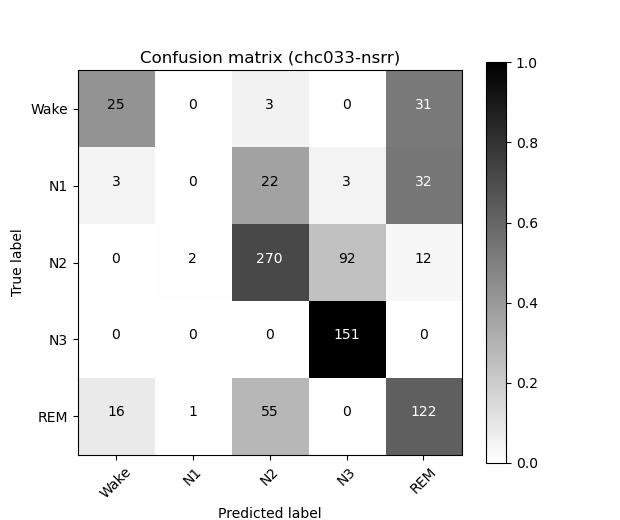 Confusion matrix (chc033-nsrr)
Wake 25 0 3 0 31
N1 3 0 22 3 32
N2 0 2 270 92 12
N3 0 0 0 151 0
REM 16 1 55 0 122
Wake N1 N2 N3 REM
Predicted label
True label
1.0
0.8
0.6
0.4
0.2
0.0